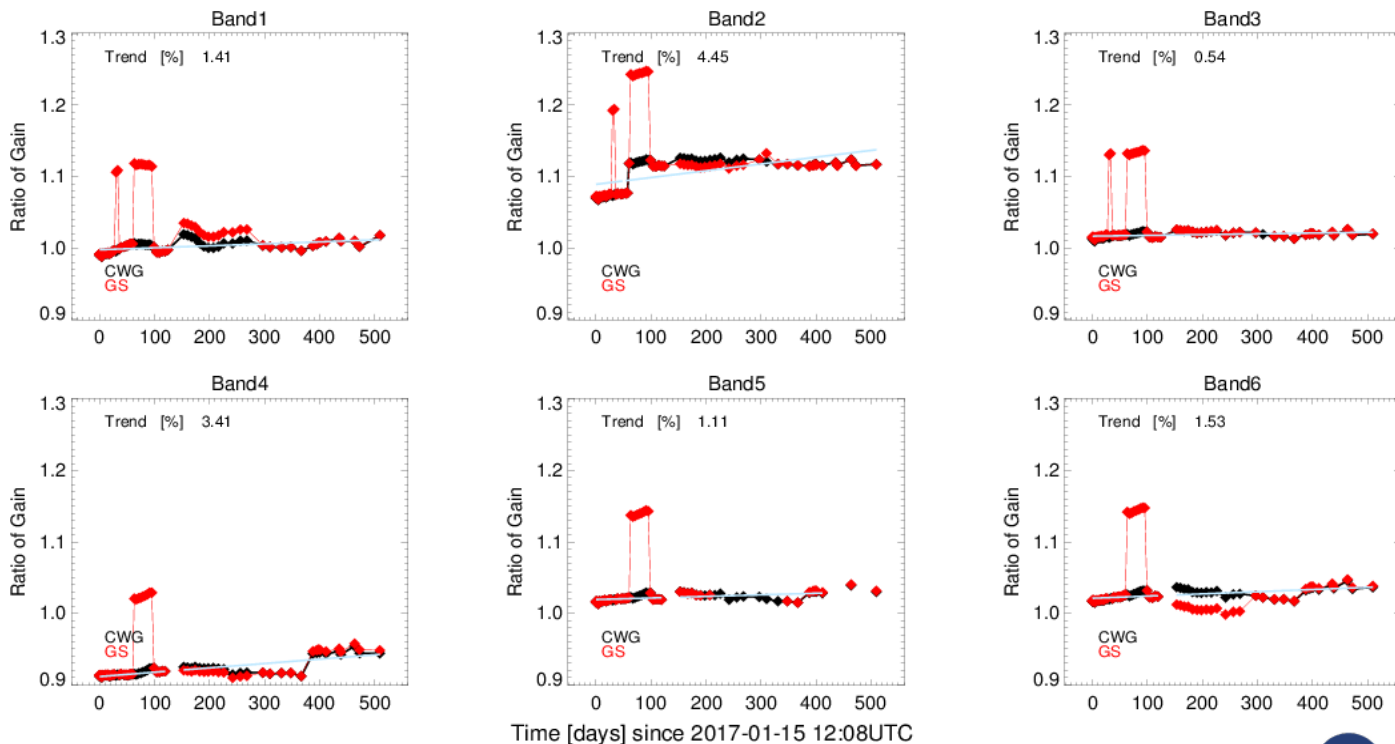 Band1
Band2
Band3
Ratio of Gain
1.3
1.2
1.1
1.0
0.9
Trend [%] 1.41
CWG
GS
0 100 200 300 400 500
Ratio of Gain
1.3
1.2
1.1
1.0
0.9
Trend [%] 4.45
CWG
GS
0 100 200 300 400 500
Ratio of Gain
1.3
1.2
1.1
1.0
0.9
Trend [%] 0.54
CWG
GS
0 100 200 300 400 500
Band4
Band5
Band6
Ratio of Gain
1.3
1.2
1.1
1.0
0.9
Trend [%] 3.41
CWG
GS
0 100 200 300 400 500
Ratio of Gain
1.3
1.2
1.1
1.0
0.9
Trend [%] 1.11
CWG
GS
0 100 200 300 400 500
Ratio of Gain
1.3
1.2
1.1
1.0
0.9
Trend [%] 1.53
CWG
GS
0 100 200 300 400 500
Time [days] since 2017-01-15 12:08UTC